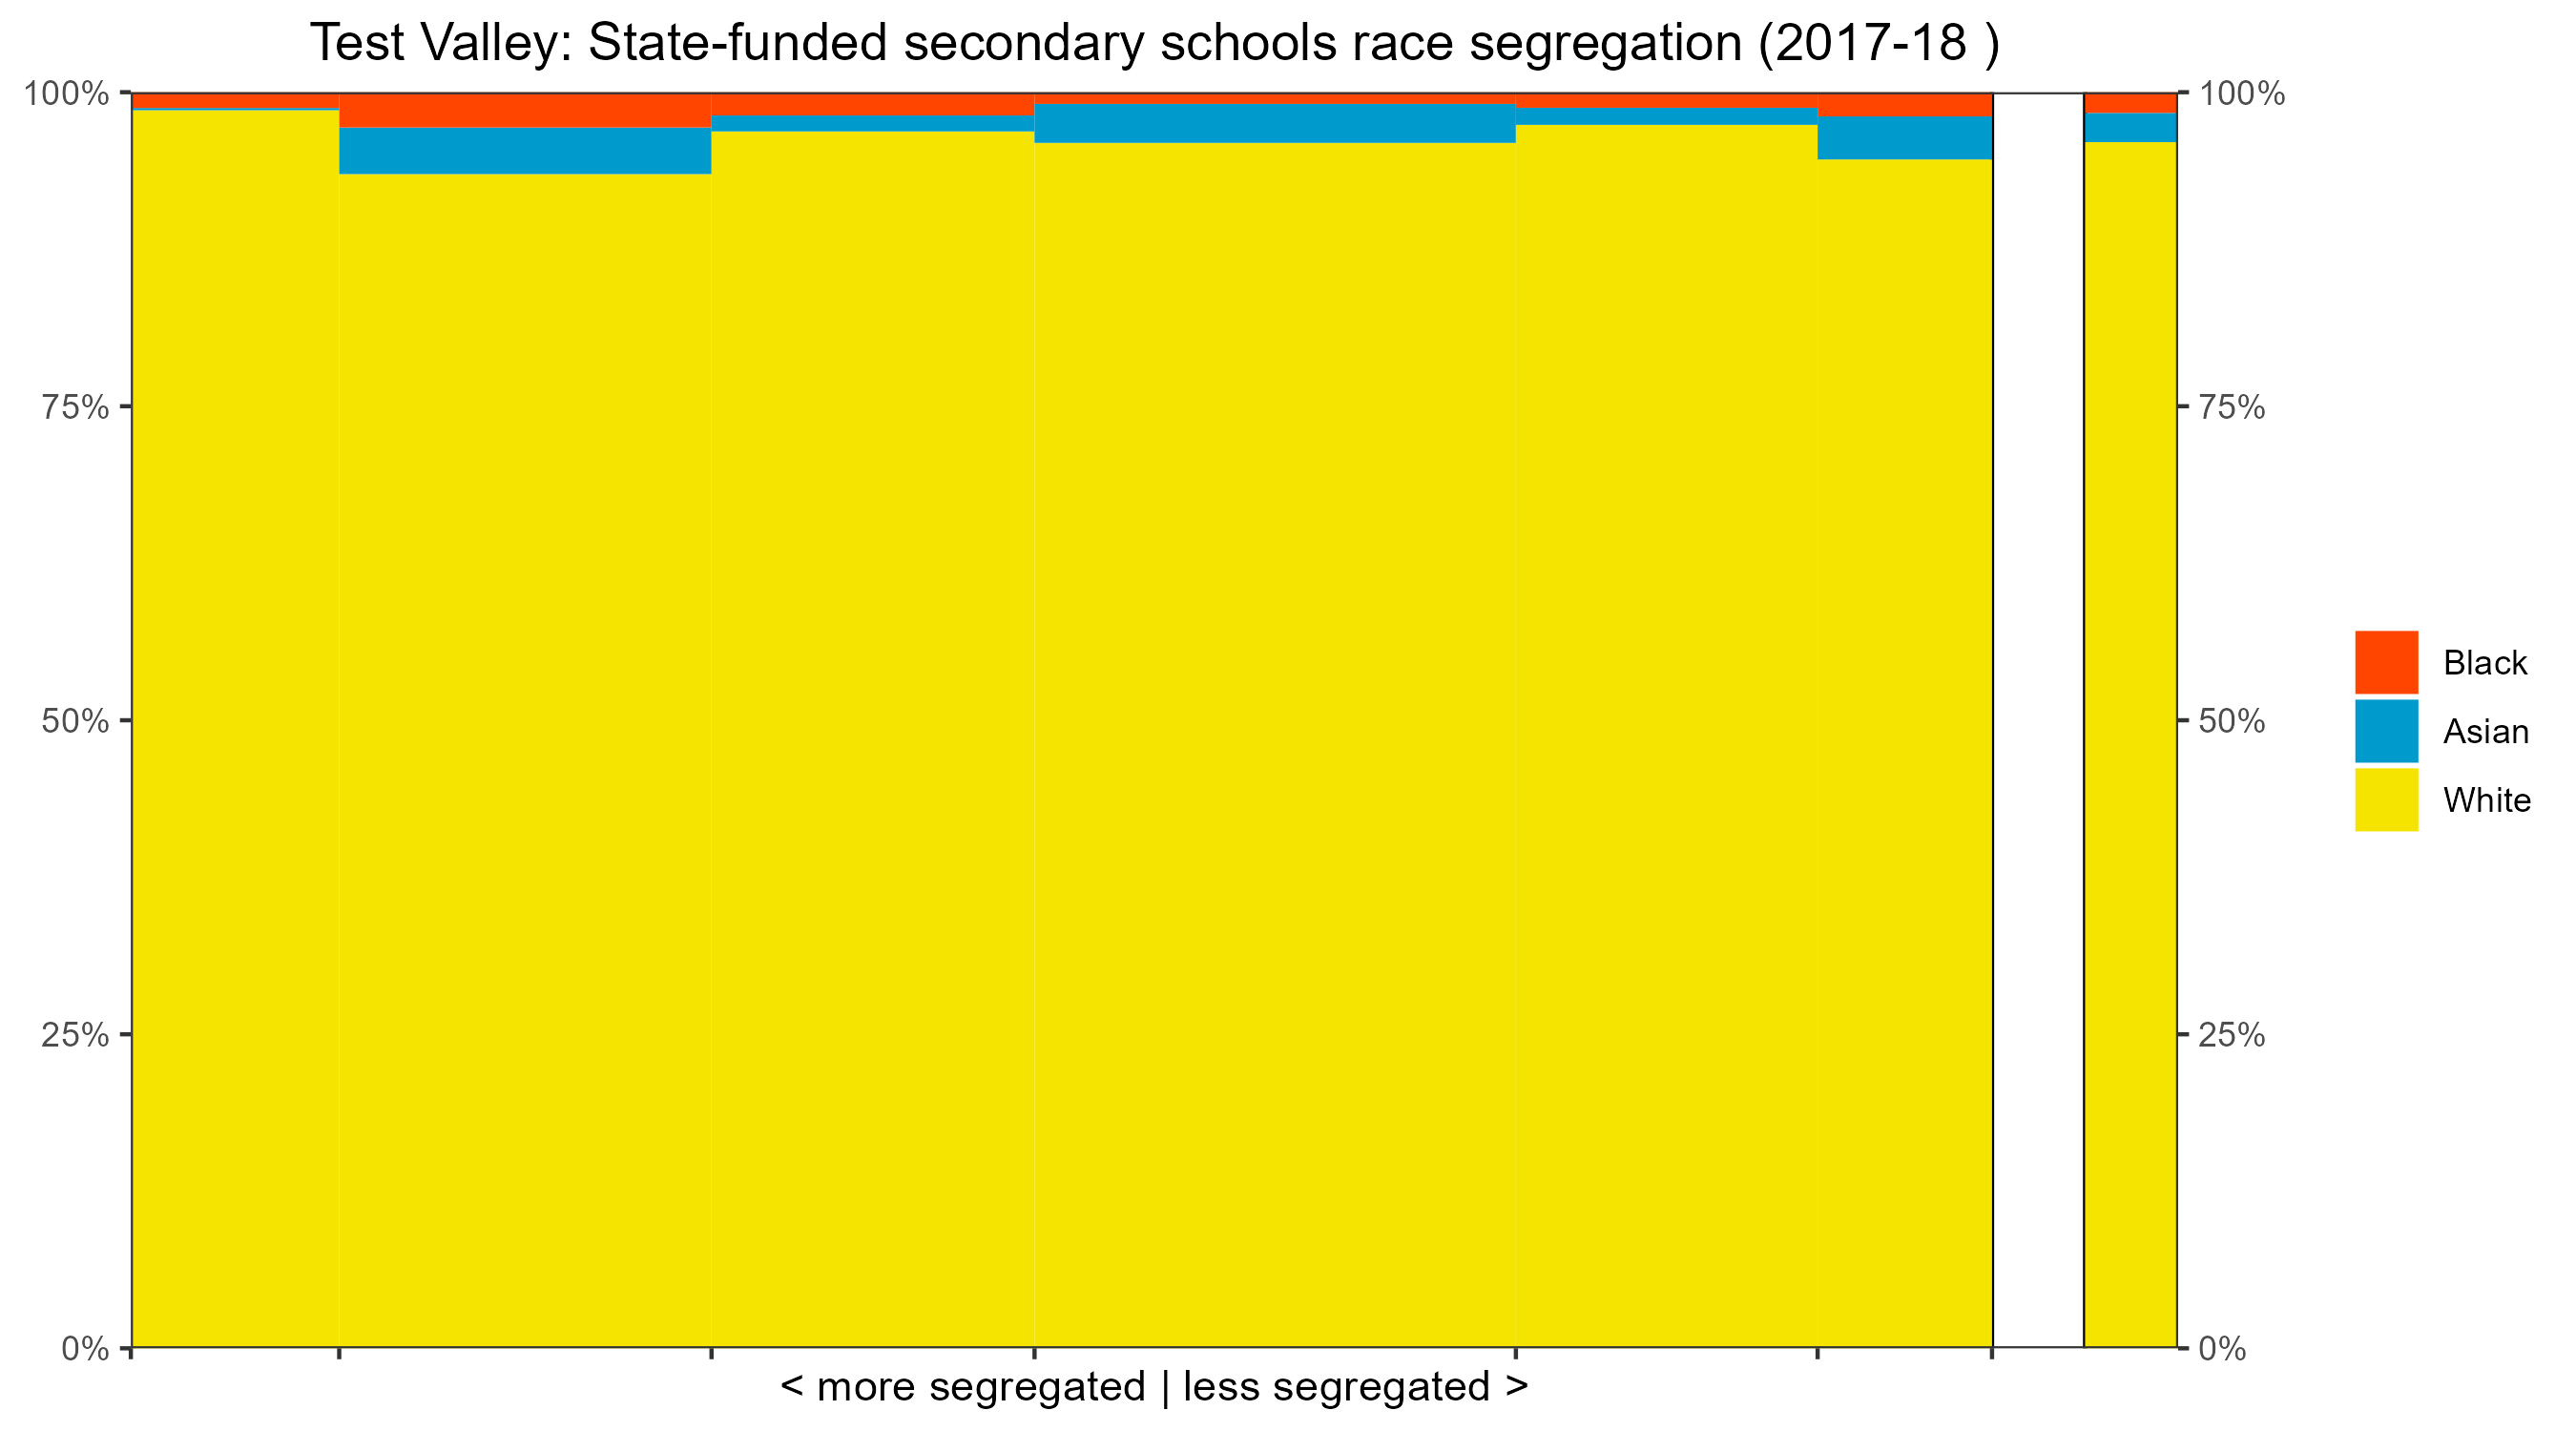 Test Valley: State-funded secondary schools race segregation (2017-18 )
100%
75%
50%
25%
0%
100%
75%
50%
25%
0%
Black
Asian
White
< more segregated | less segregated >